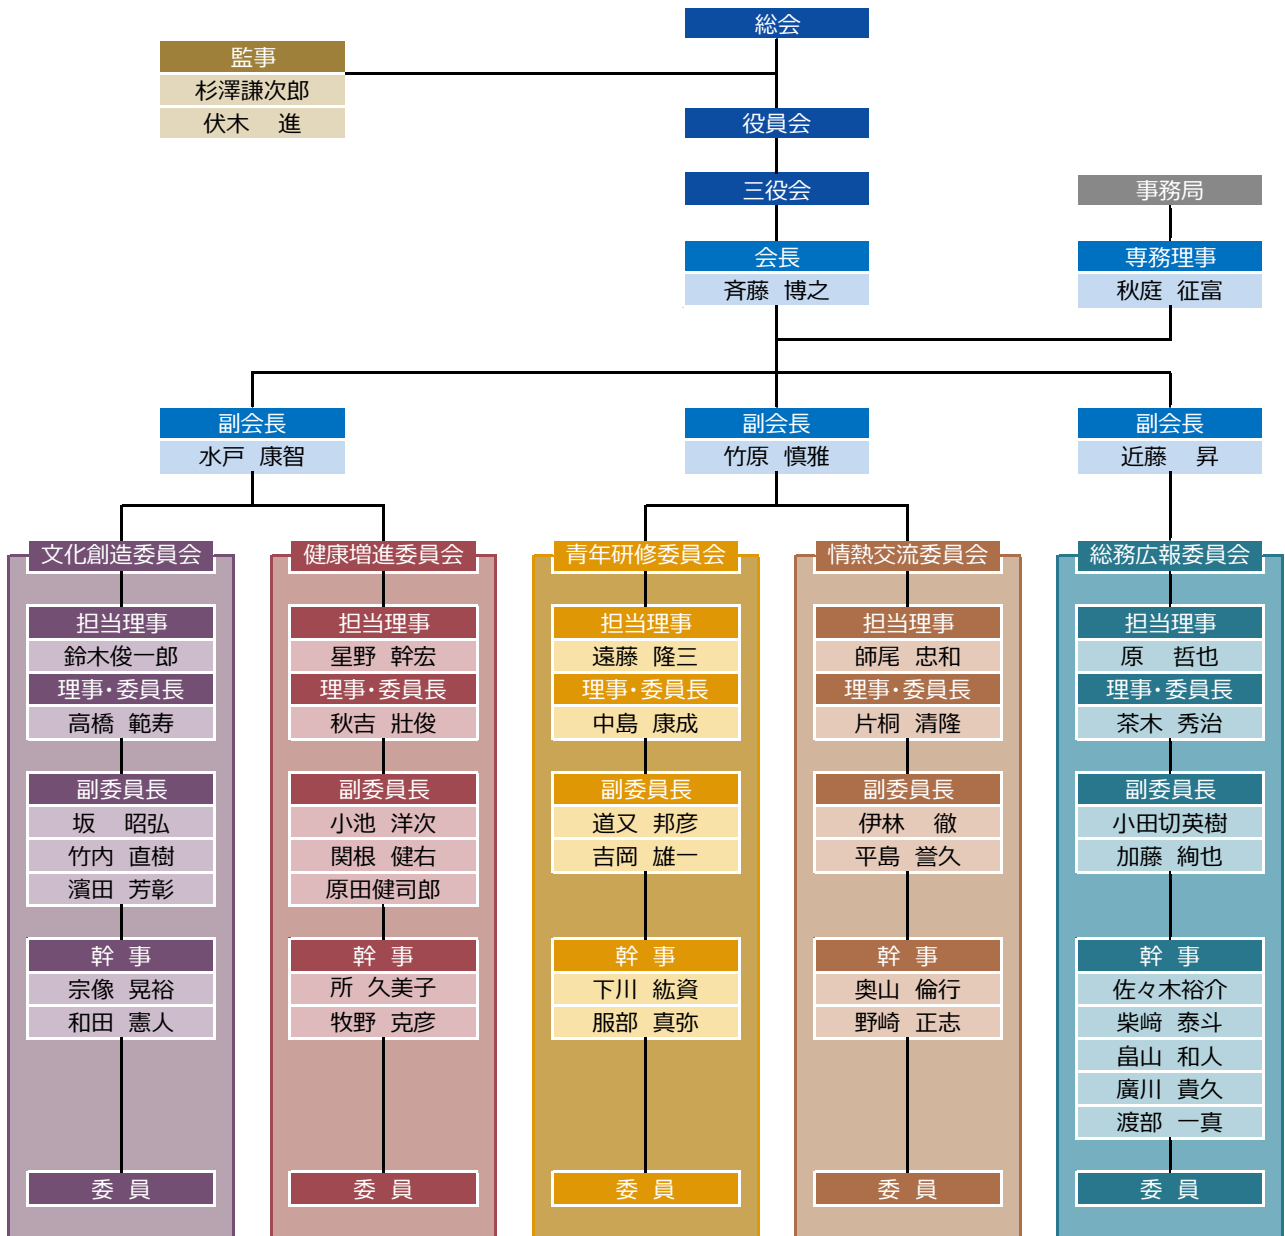 総会
監事
杉澤謙次郎
伏木 進
役員会
三役会
事務局
会長
斉藤 博之
専務理事
秋庭 征富
副会長
水戸 康智
副会長
竹原 慎雅
副会長
近藤 昇
文化創造委員会
担当理事
鈴木俊一郎
理事・委員長
高橋 範寿
副委員長
坂 昭弘
竹内 直樹
濱田 芳彰
幹 事
宗像 晃裕
和田 憲人
委 員
健康増進委員会
担当理事
星野 幹宏
理事・委員長
秋吉 壯俊
副委員長
小池 洋次
関根 健右
原田健司郎
幹 事
所 久美子
牧野 克彦
委 員
青年研修委員会
担当理事
遠藤 隆三
理事・委員長
中島 康成
副委員長
道又 邦彦
吉岡 雄一
幹 事
下川 紘資
服部 真弥
委 員
情熱交流委員会
担当理事
師尾 忠和
理事・委員長
片桐 清隆
副委員長
伊林 徹
平島 誉久
幹 事
奥山 倫行
野崎 正志
委 員
総務広報委員会
担当理事
原 哲也
理事・委員長
茶木 秀治
副委員長
小田切英樹
加藤 絢也
幹 事
佐々木裕介
柴﨑 泰斗
畠山 和人
廣川 貴久
渡部 一真
委 員